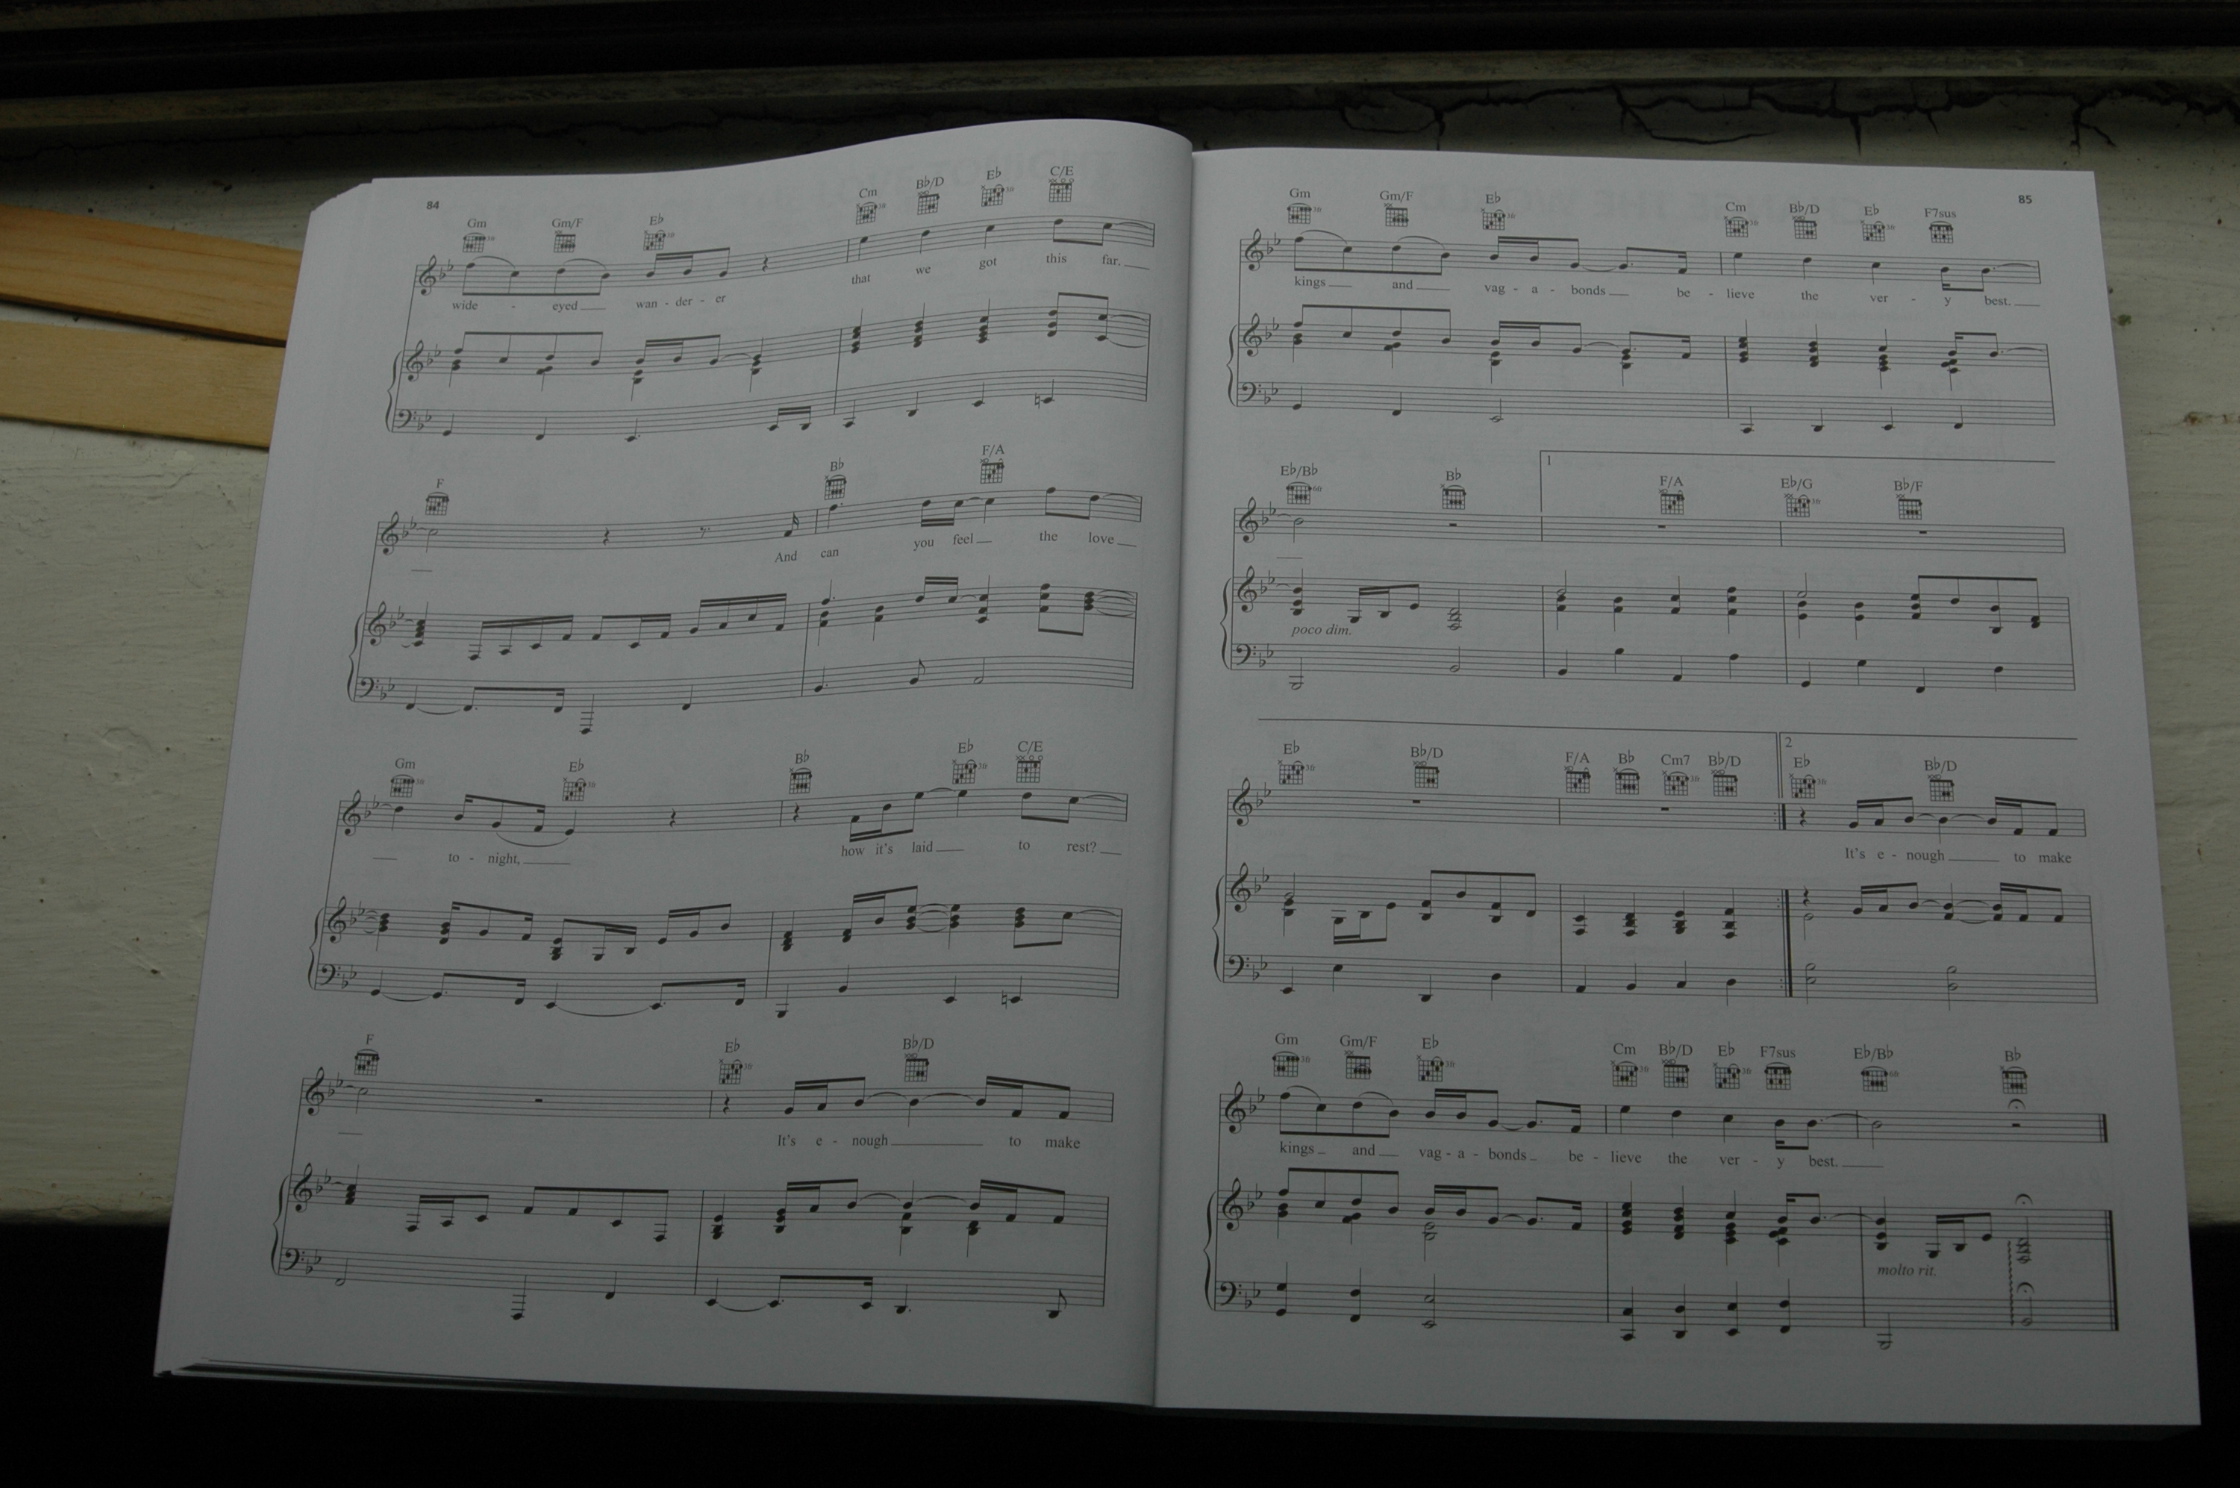 84
Gm Gm/F E♭ Cm B♭/D E♭ C/E
wide - eyed wan - der - er that we got this far.
F B♭ F/A
And can you feel the love
Gm E♭ B♭ E♭ C/E
to - night, how it's laid to rest?
F E♭ B♭/D
It's e - nough to make
85
Gm Gm/F E♭ Cm B♭/D E♭ F7sus
kings and vag - a - bonds be - lieve the ver - y best.
1
E♭/B♭ B♭ F/A E♭/G B♭/F
poco dim.
2
E♭ B♭/D F/A B♭ Cm7 B♭/D E♭ B♭/D
It's e - nough to make
Gm Gm/F E♭ Cm B♭/D E♭ F7sus E♭/B♭ B♭
kings and vag - a - bonds be - lieve the ver - y best.
molto rit.